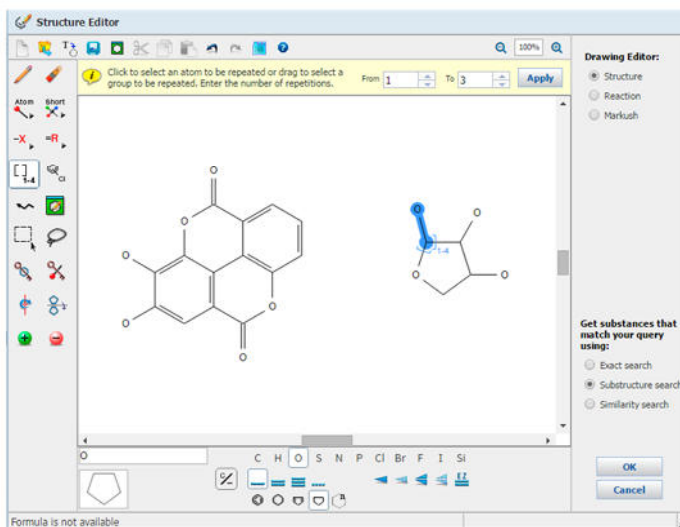 Structure Editor
100%
Click to select an atom to be repeated or drag to select a
group to be repeated. Enter the number of repetitions.
From 1 To 3 Apply
Drawing Editor:
Structure
Reaction
Markush
Atom Short
-X =R
[ ] 1-4 Cl
O
O
O
O
O
O
O
O
O
1-4
O
O
Get substances that
match your query
using:
Exact search
Substructure search
Similarity search
O
C H O S N P Cl Br F I Si
OK
Cancel
Formula is not available